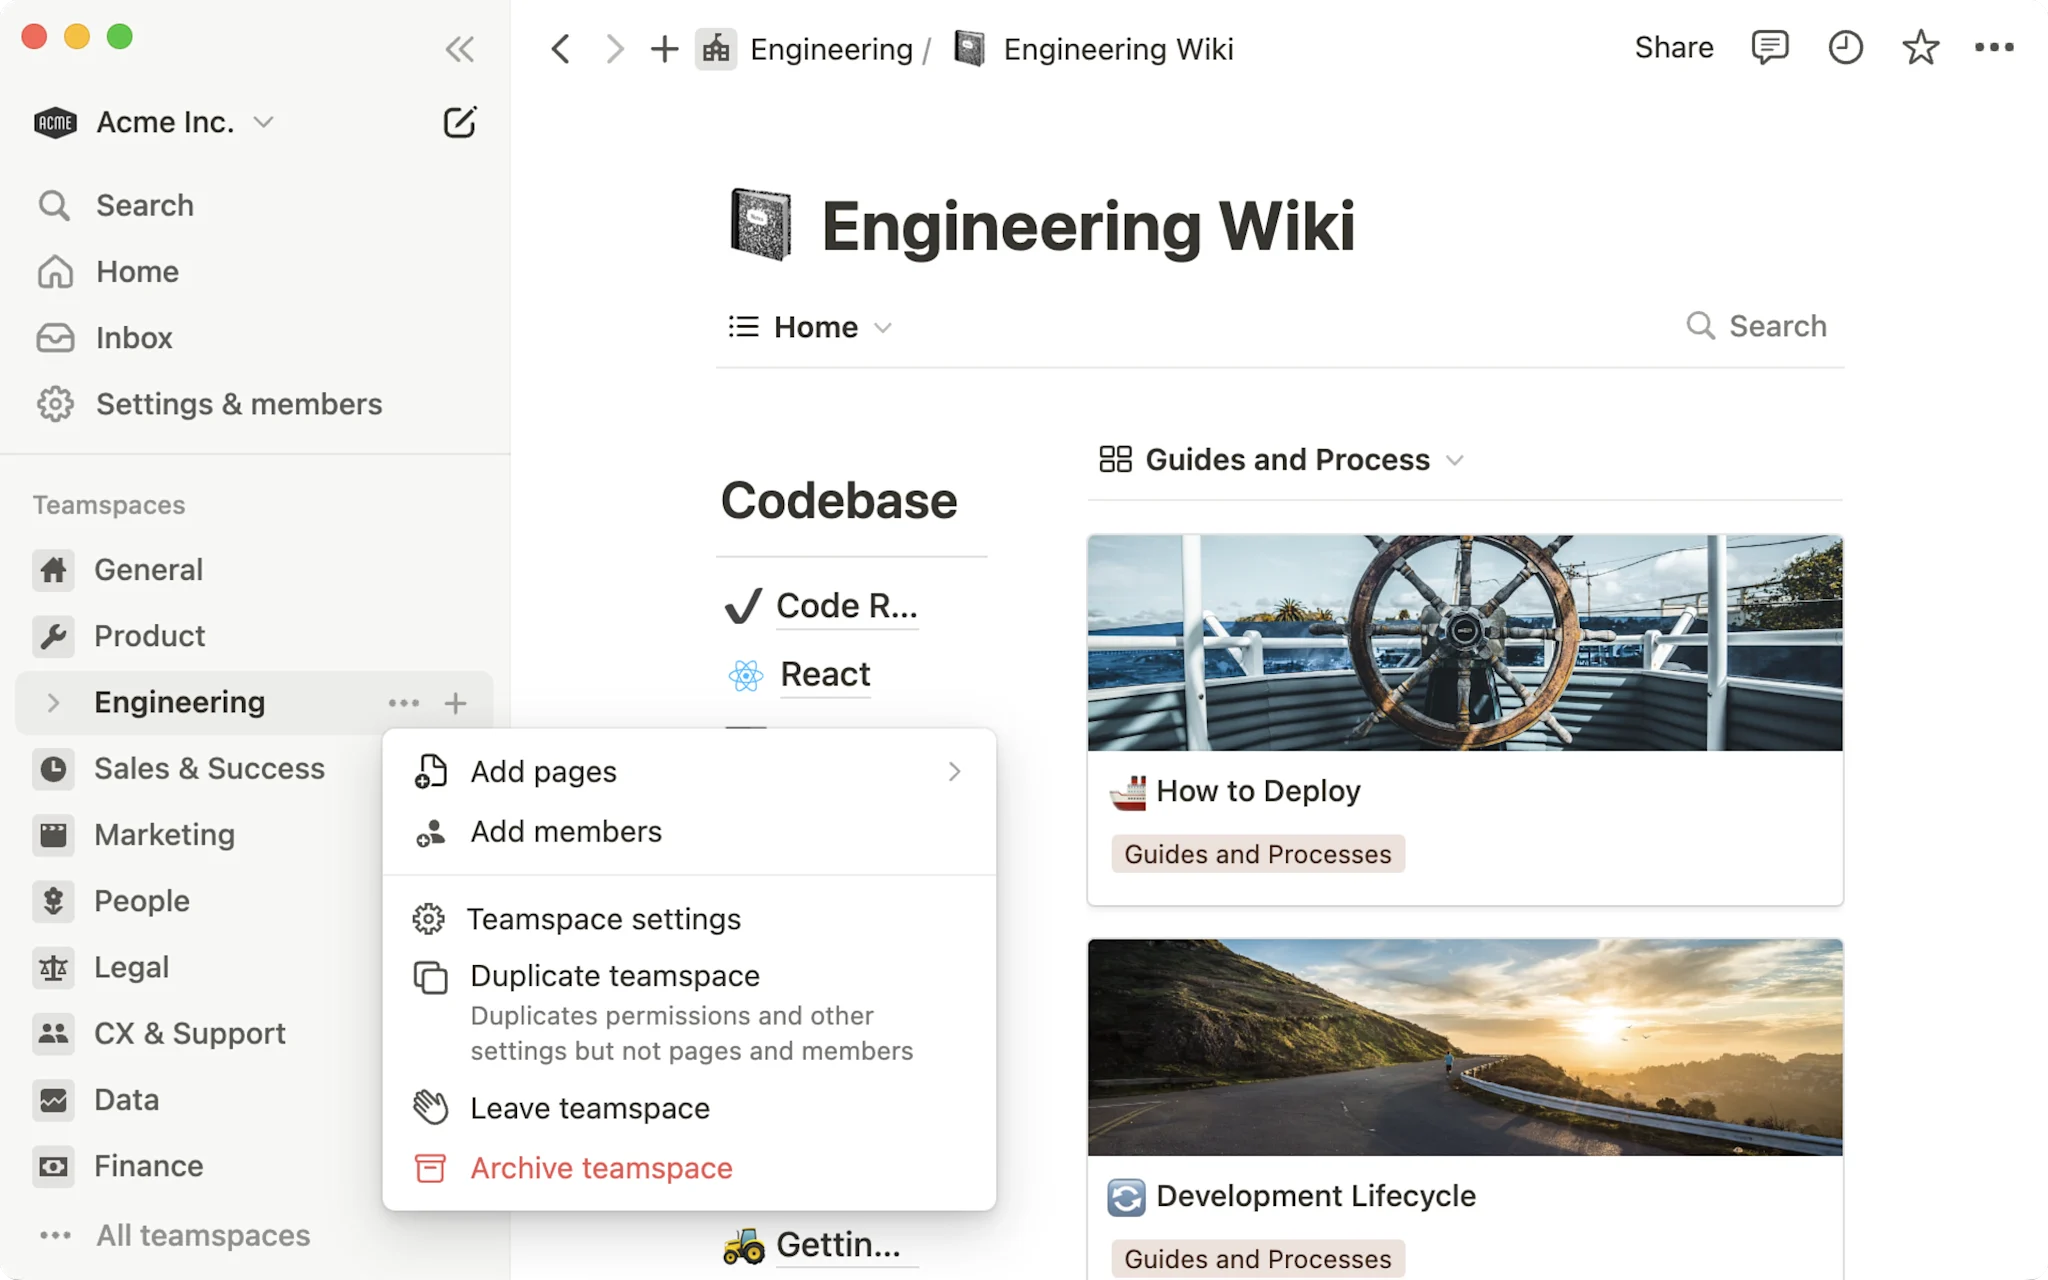 Engineering / Engineering Wiki
Share
ACME Acme Inc.
Search
Home
Inbox
Settings & members
Teamspaces
General
Product
Engineering
Sales & Success
Marketing
People
Legal
CX & Support
Data
Finance
All teamspaces
Add pages
Add members
Teamspace settings
Duplicate teamspace
Duplicates permissions and other
settings but not pages and members
Leave teamspace
Archive teamspace
Engineering Wiki
Home
Search
Codebase
Code R...
React
Gettin...
Guides and Process
How to Deploy
Guides and Processes
Development Lifecycle
Guides and Processes